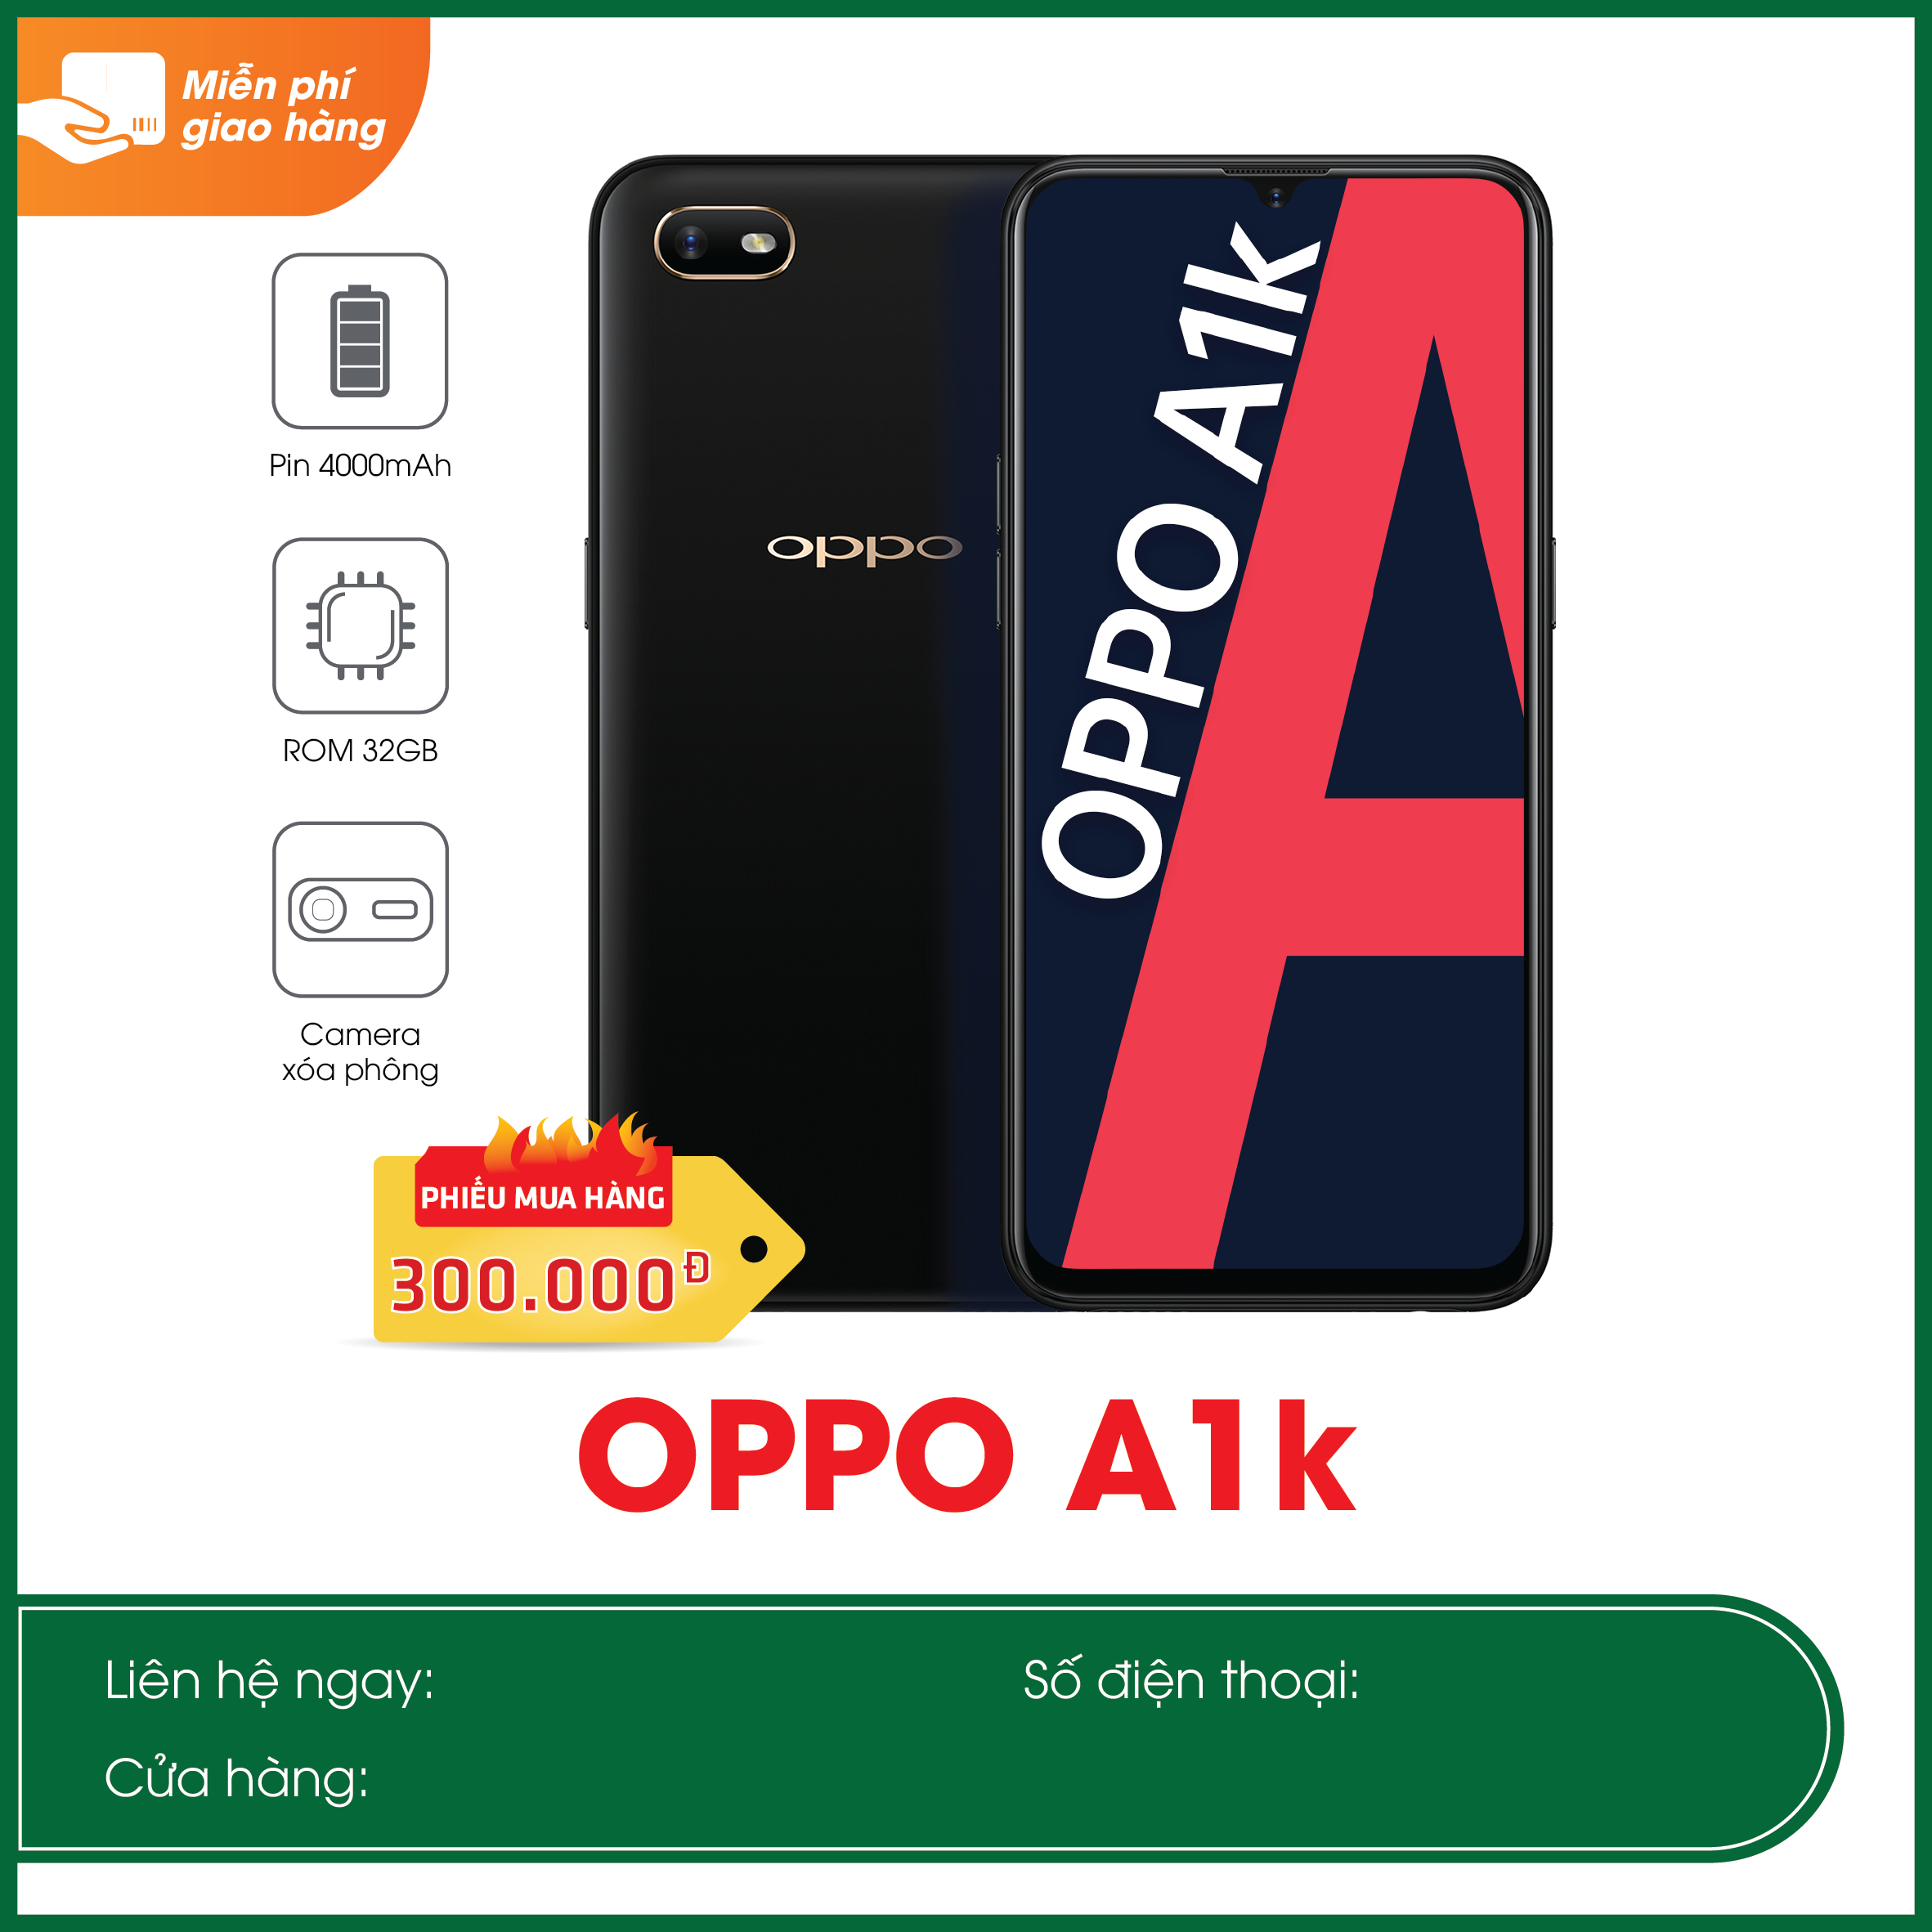 Miễn phí
giao hàng
Pin 4000mAh
ROM 32GB
Camera
xóa phông
oppo
OPPO A1k
PHIẾU MUA HÀNG
300.000Đ
OPPO A1k
Liên hệ ngay:
Số điện thoại:
Cửa hàng: